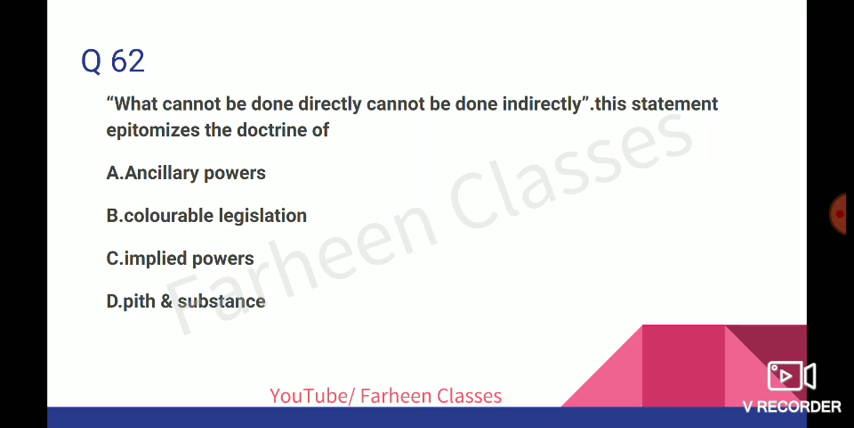 Q 62
“What cannot be done directly cannot be done indirectly”.this statement
epitomizes the doctrine of
A.Ancillary powers
B.colourable legislation
C.implied powers
D.pith & substance
Farheen Classes
YouTube/ Farheen Classes
V RECORDER